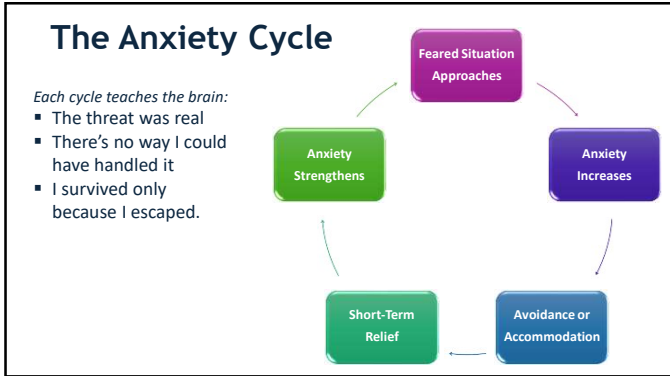 The Anxiety Cycle
Each cycle teaches the brain:
▪ The threat was real
▪ There's no way I could
have handled it
▪ I survived only
because I escaped.
Feared Situation
Approaches
Anxiety
Increases
Avoidance or
Accommodation
Short-Term
Relief
Anxiety
Strengthens